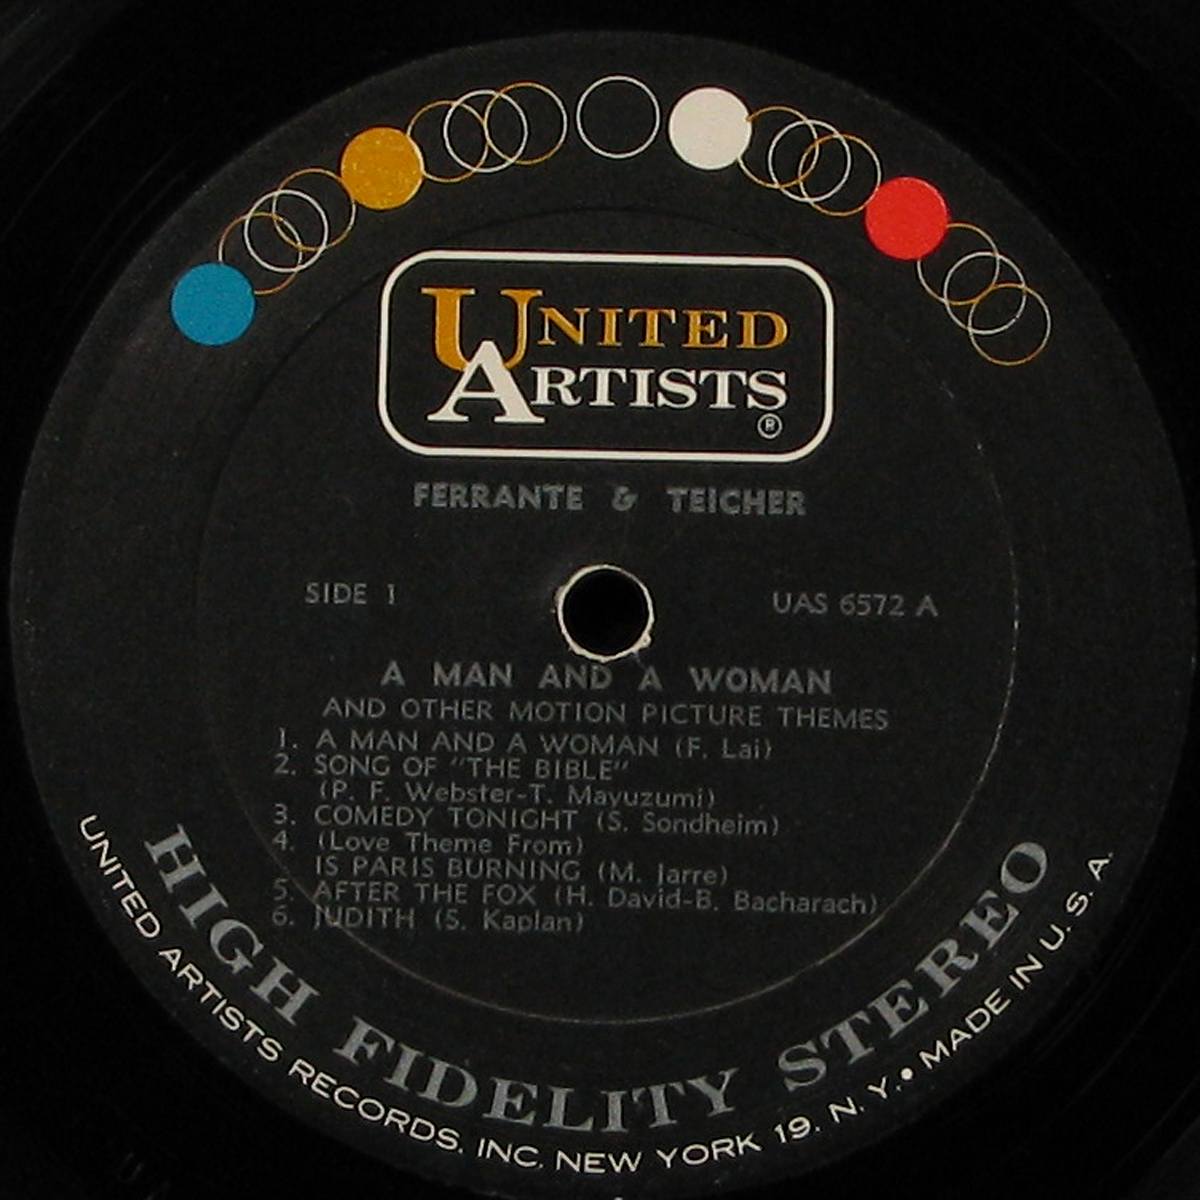 UNITED
ARTISTS
®
FERRANTE & TEICHER
SIDE 1
UAS 6572 A
A MAN AND A WOMAN
AND OTHER MOTION PICTURE THEMES
1. A MAN AND A WOMAN (F. Lai)
2. SONG OF "THE BIBLE"
(P. F. Webster-T. Mayuzumi)
3. COMEDY TONIGHT (S. Sondheim)
4. (Love Theme From)
IS PARIS BURNING (M. Jarre)
5. AFTER THE FOX (H. David-B. Bacharach)
6. JUDITH (S. Kaplan)
HIGH FIDELITY STEREO
UNITED ARTISTS RECORDS, INC. NEW YORK 19, N. Y. • MADE IN U. S. A.